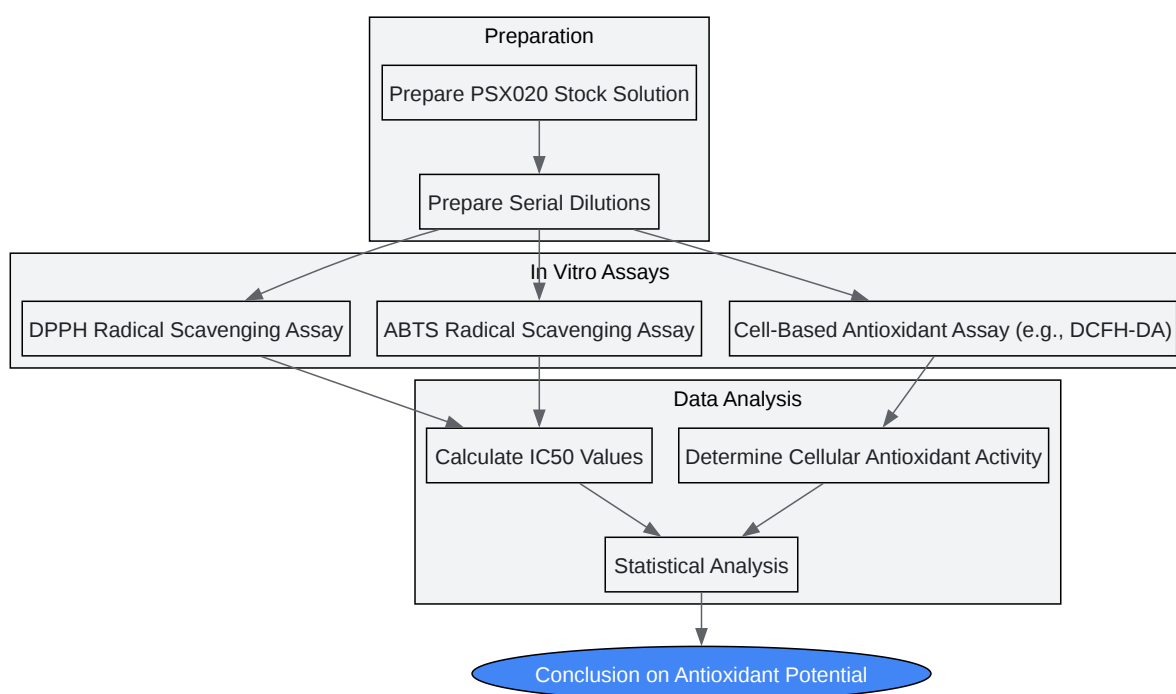 Preparation
Prepare PSX020 Stock Solution
Prepare Serial Dilutions
In Vitro Assays
DPPH Radical Scavenging Assay
ABTS Radical Scavenging Assay
Cell-Based Antioxidant Assay (e.g., DCFH-DA)
Data Analysis
Calculate IC50 Values
Determine Cellular Antioxidant Activity
Statistical Analysis
Conclusion on Antioxidant Potential